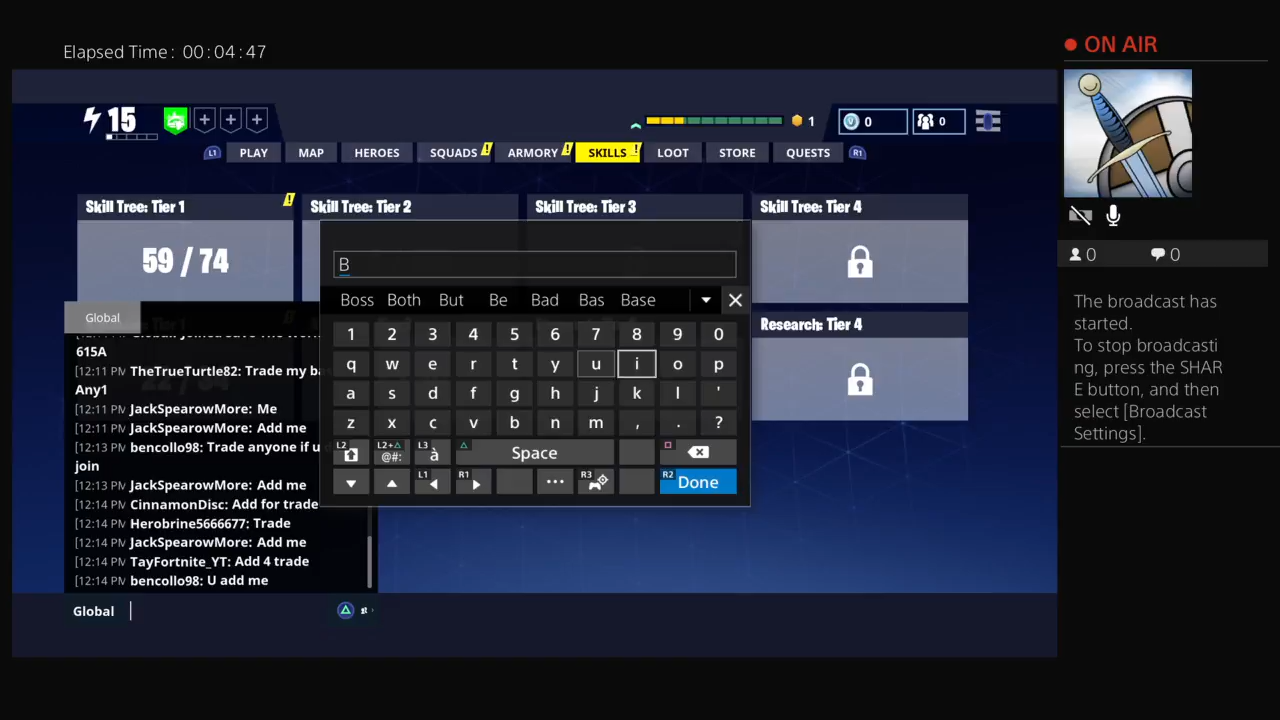 Elapsed Time: 00:04:47
ON AIR
15
1
0
0
L1 PLAY MAP HEROES SQUADS ! ARMORY ! SKILLS ! LOOT STORE QUESTS R1
Skill Tree: Tier 1 !
Skill Tree: Tier 2
Skill Tree: Tier 3
Skill Tree: Tier 4
59 / 74
Research: Tier 4
B
Boss Both But Be Bad Bas Base
1 2 3 4 5 6 7 8 9 0
q w e r t y u i o p
a s d f g h j k l '
z x c v b n m , . ?
L2 L2+△ @#: L3 à △ Space □
L1 R1 ... R3 R2 Done
Global
615A
[12:11 PM TheTrueTurtle82: Trade my ba
Any1
[12:11 PM JackSpearowMore: Me
[12:11 PM JackSpearowMore: Add me
[12:13 PM bencollo98: Trade anyone if u
join
[12:13 PM JackSpearowMore: Add me
[12:14 PM CinnamonDisc: Add for trade
[12:14 PM Herobrine5666677: Trade
[12:14 PM JackSpearowMore: Add me
[12:14 PM TayFortnite_YT: Add 4 trade
[12:14 PM bencollo98: U add me
Global
0 0
The broadcast has
started.
To stop broadcasti
ng, press the SHAR
E button, and then
select [Broadcast
Settings].